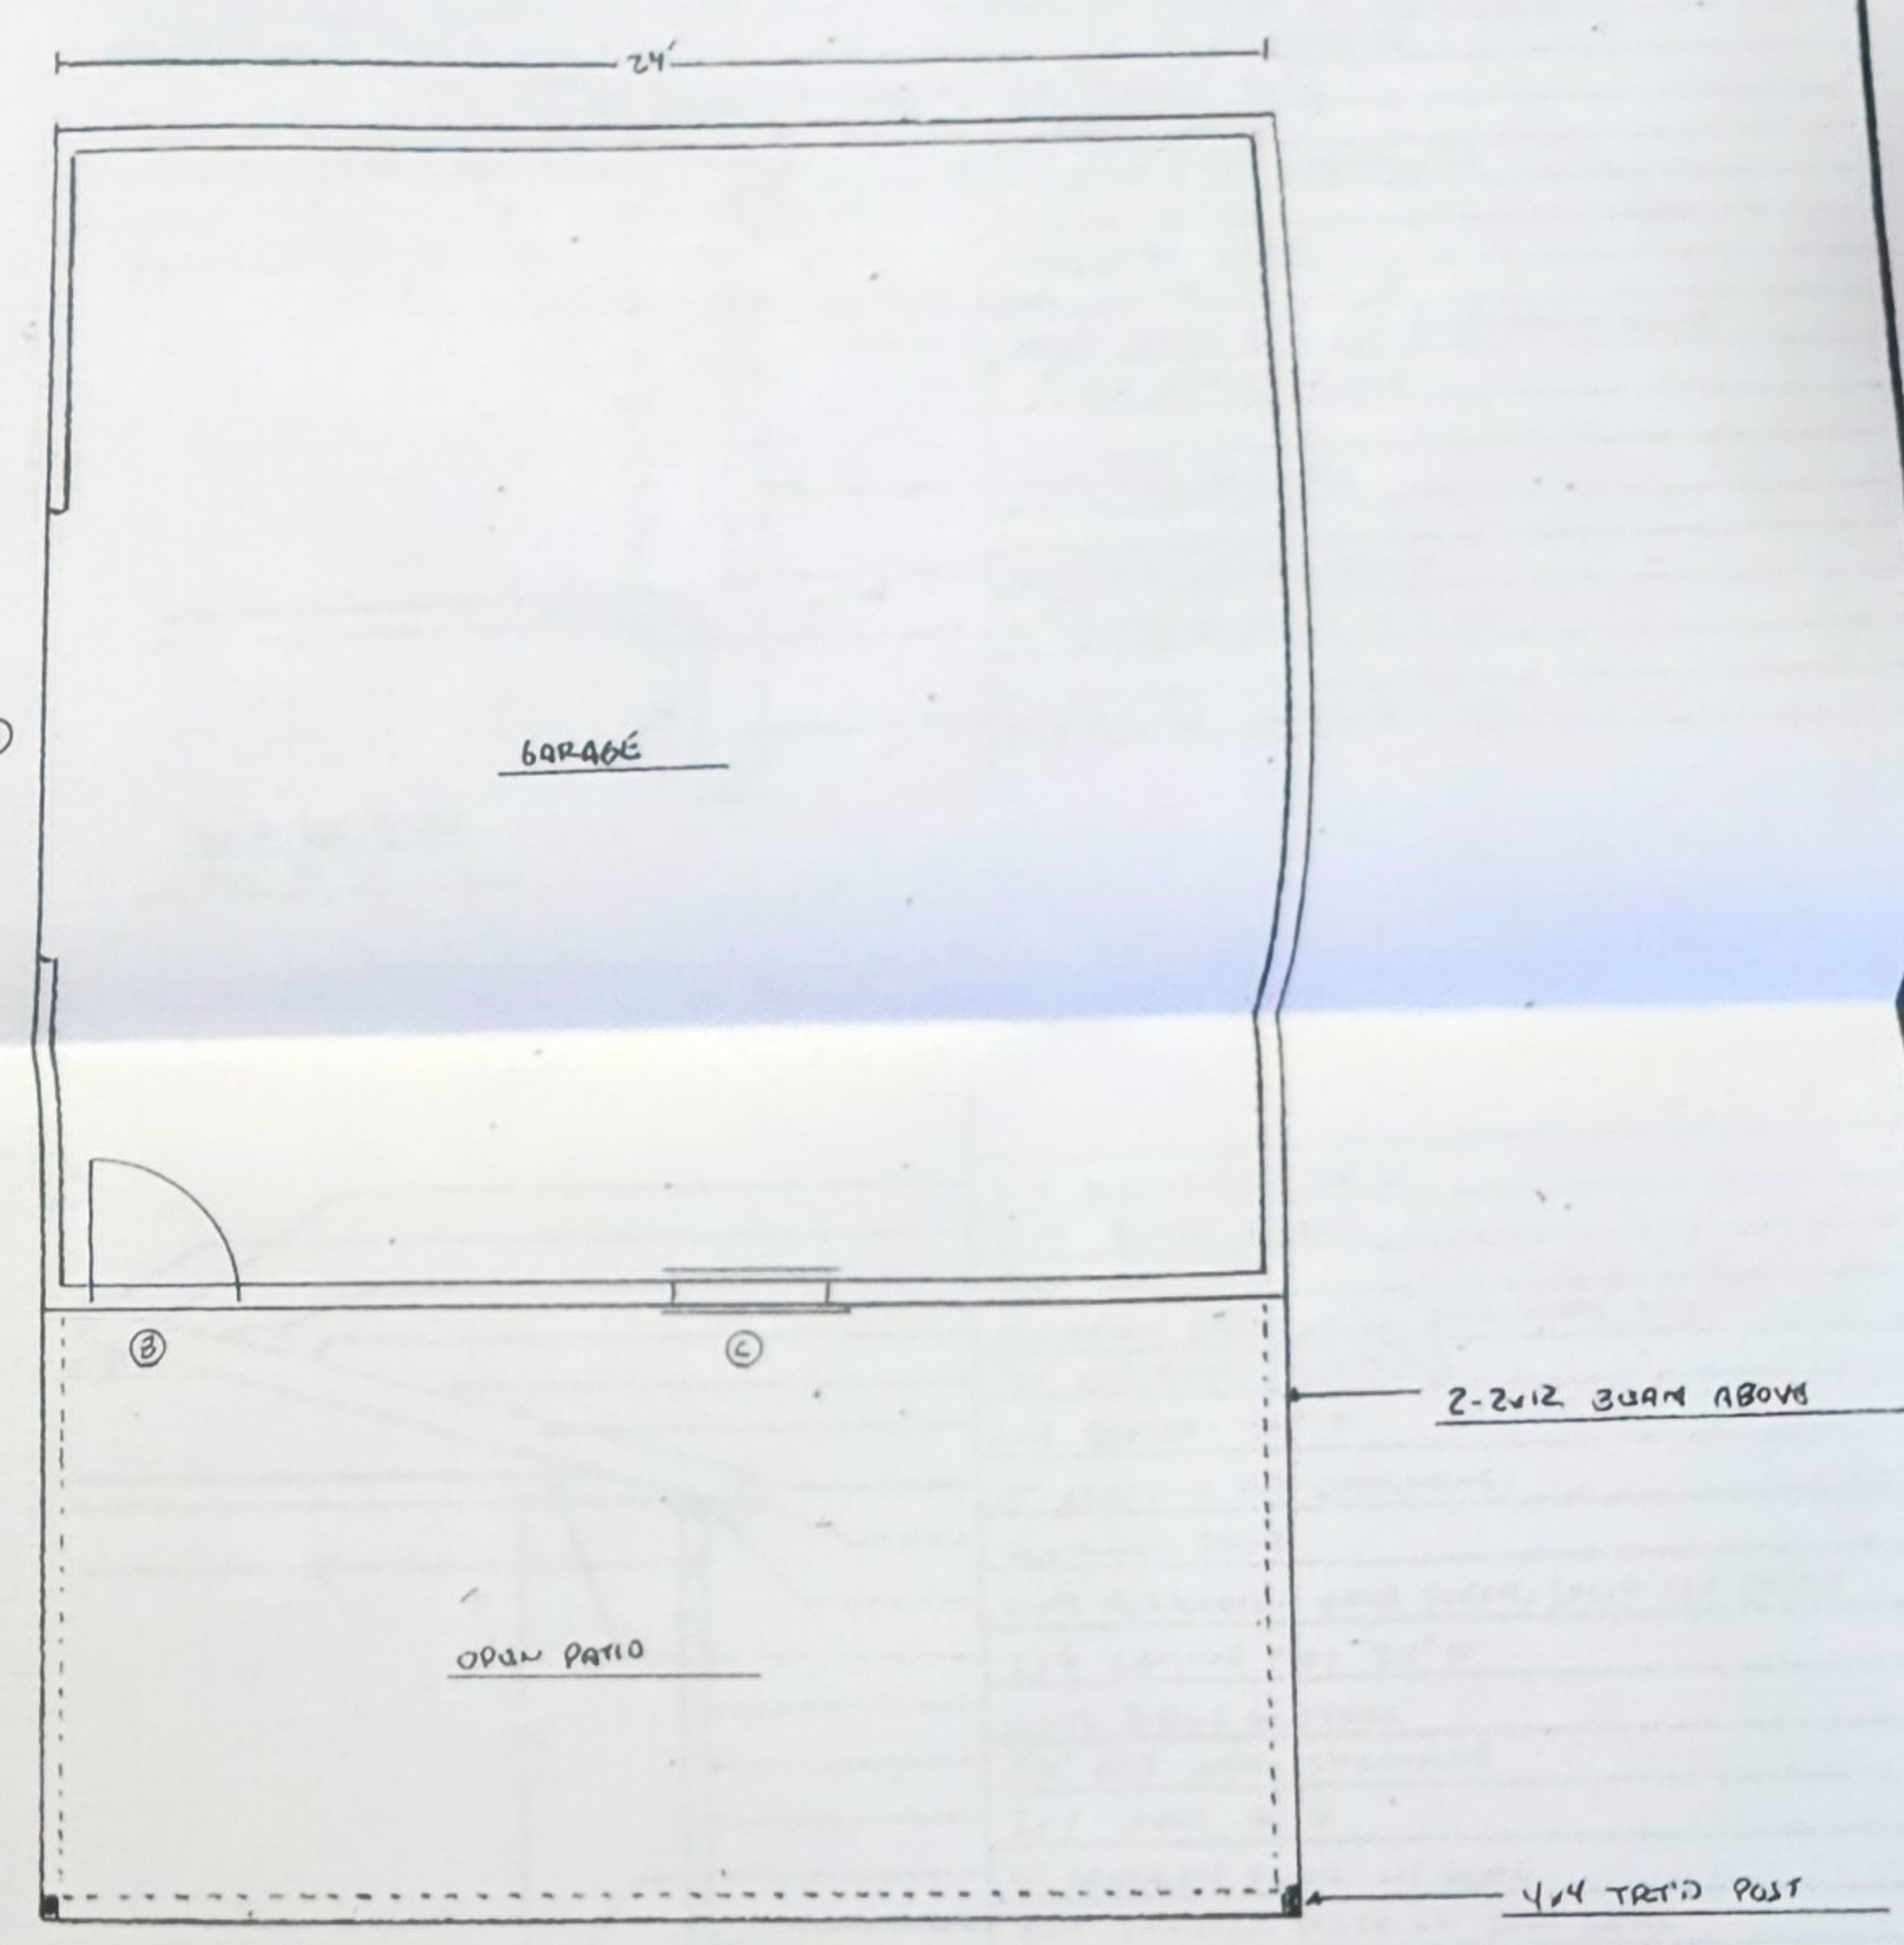 24'
GARAGE
B
C
2-2x12 BEAM ABOVE
OPEN PATIO
4x4 TRT'D POST